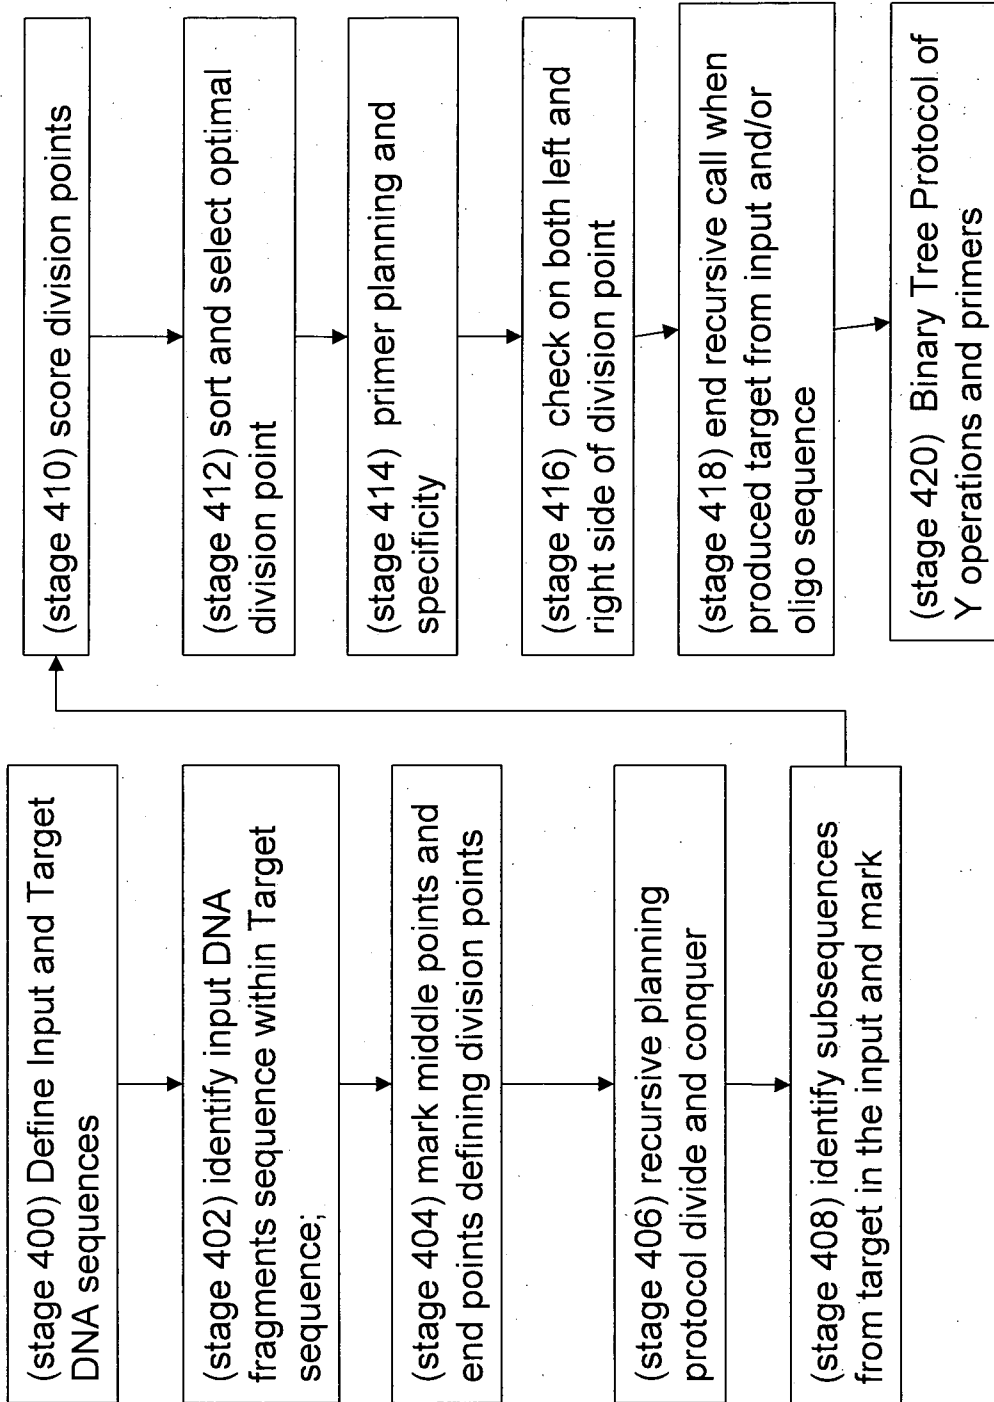 (stage 400) Define Input and Target
DNA sequences
(stage 402) identify input DNA
fragments sequence within Target
sequence;
(stage 404) mark middle points and
end points defining division points
(stage 406) recursive planning
protocol divide and conquer
(stage 408) identify subsequences
from target in the input and mark
(stage 410) score division points
(stage 412) sort and select optimal
division point
(stage 414) primer planning and
specificity
(stage 416) check on both left and
right side of division point
(stage 418) end recursive call when
produced target from input and/or
oligo sequence
(stage 420) Binary Tree Protocol of
Y operations and primers